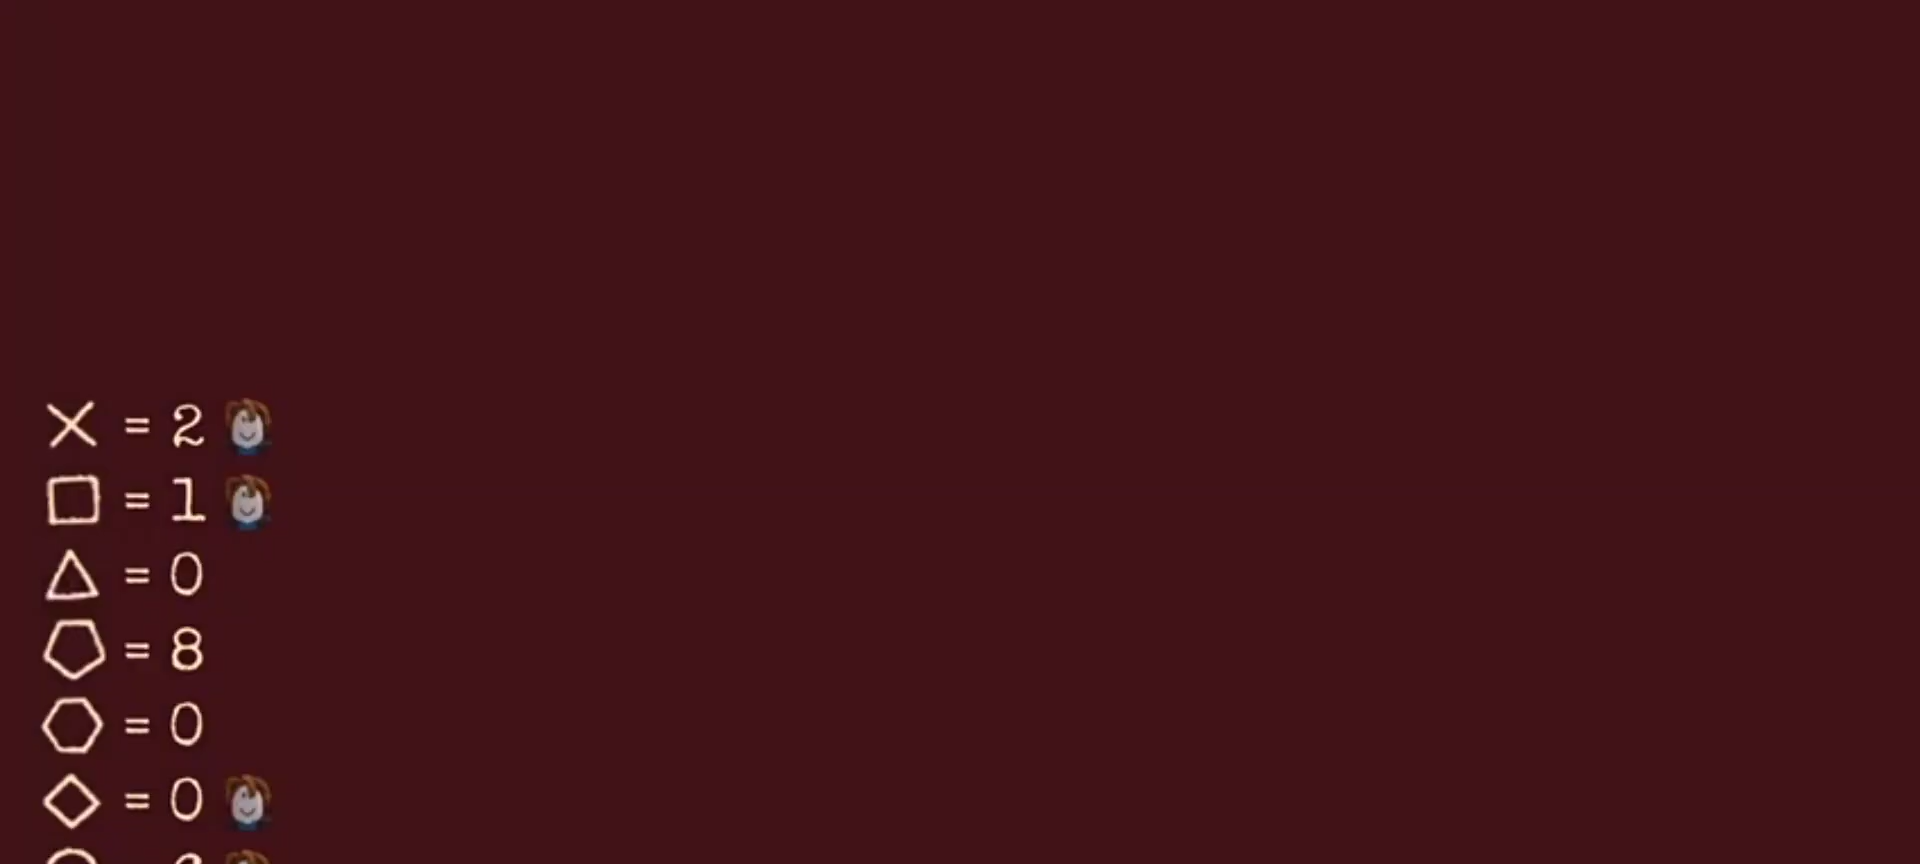 × = 2
□ = 1
△ = 0
⬠ = 8
⬡ = 0
◇ = 0